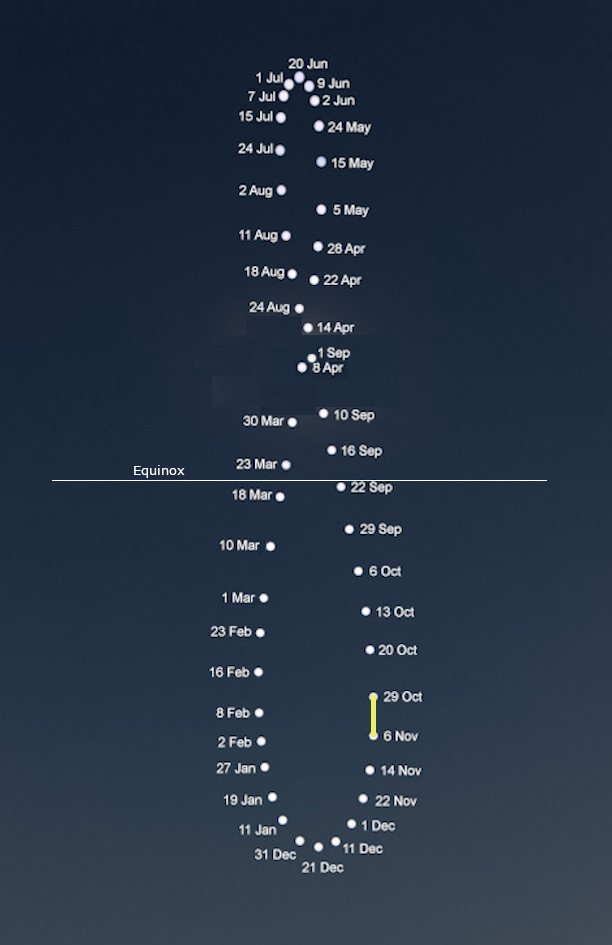 20 Jun
1 Jul
9 Jun
7 Jul
2 Jun
15 Jul
24 May
24 Jul
15 May
2 Aug
5 May
11 Aug
28 Apr
18 Aug
22 Apr
24 Aug
14 Apr
1 Sep
8 Apr
10 Sep
30 Mar
16 Sep
23 Mar
Equinox
22 Sep
18 Mar
29 Sep
10 Mar
6 Oct
1 Mar
13 Oct
23 Feb
20 Oct
16 Feb
29 Oct
8 Feb
6 Nov
2 Feb
27 Jan
14 Nov
19 Jan
22 Nov
11 Jan
1 Dec
31 Dec
11 Dec
21 Dec